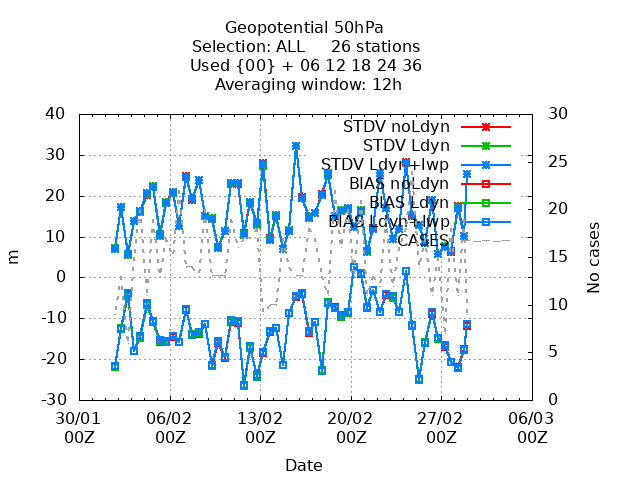 Geopotential 50hPa
Selection: ALL 26 stations
Used {00} + 06 12 18 24 36
Averaging window: 12h
40 30
STDV noLdyn
STDV Ldyn
STDV Ldyn+lwp
BIAS noLdyn
BIAS Ldyn
BIAS Ldyn+lwp
CASES
30 25
20 20
10 15
0
-10 10
-20 5
-30 0
m
No cases
30/01 06/02 13/02 20/02 27/02 06/03
00Z 00Z 00Z 00Z 00Z 00Z
Date